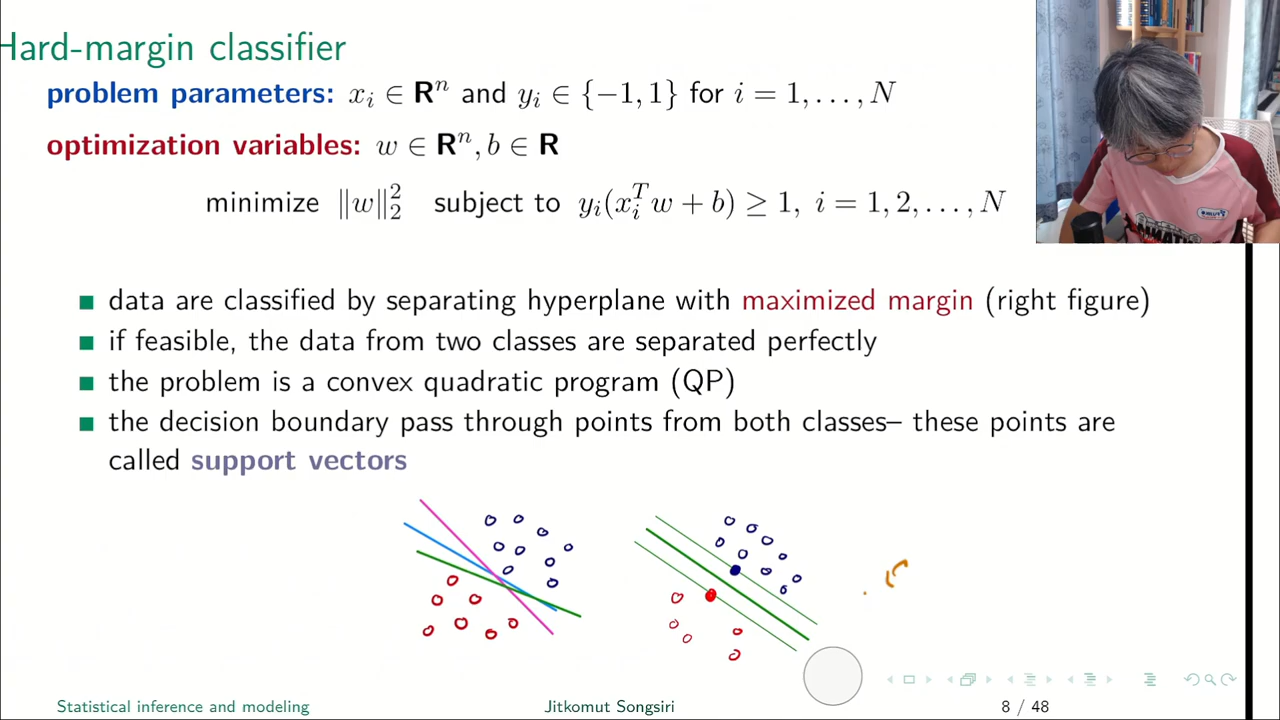 Hard-margin classifier
problem parameters: x_i ∈ R^n and y_i ∈ {−1, 1} for i = 1, . . . , N
optimization variables: w ∈ R^n, b ∈ R
minimize ‖w‖_2^2 subject to y_i(x_i^T w + b) ≥ 1, i = 1, 2, . . . , N
data are classified by separating hyperplane with maximized margin (right figure)
if feasible, the data from two classes are separated perfectly
the problem is a convex quadratic program (QP)
the decision boundary pass through points from both classes– these points are
called support vectors
Statistical inference and modeling Jitkomut Songsiri 8 / 48